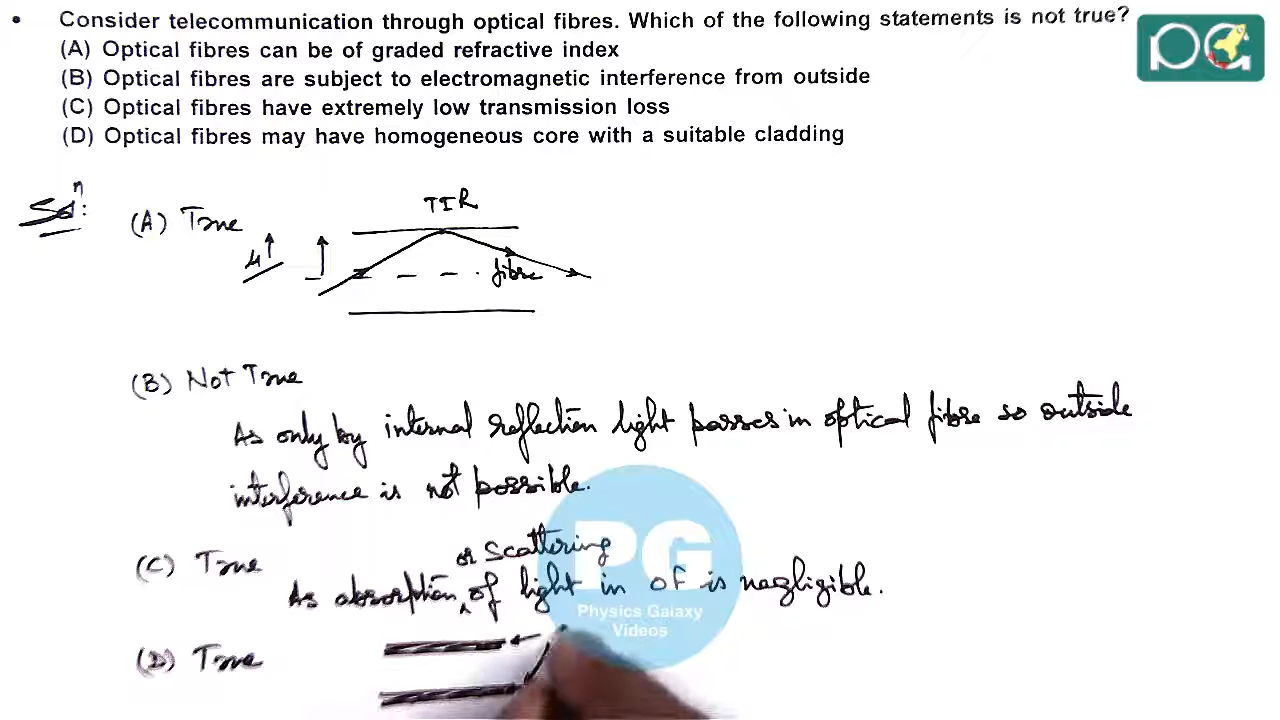 • Consider telecommunication through optical fibres. Which of the following statements is not true?
(A) Optical fibres can be of graded refractive index
(B) Optical fibres are subject to electromagnetic interference from outside
(C) Optical fibres have extremely low transmission loss
(D) Optical fibres may have homogeneous core with a suitable cladding
PG
Solⁿ:
(A) True
TIR
μ↑
fibre
(B) Not True
As only by internal reflection light passes in optical fibre so outside
interference is not possible.
(C) True
or Scattering
As absorption ∧ of light in OF is negligible.
PG
Physics Galaxy
Videos
(D) True